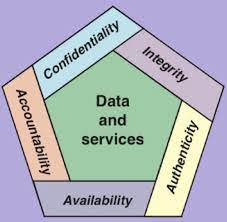 Confidentiality
Integrity
Accountability
Data
and
services
Authenticity
Availability